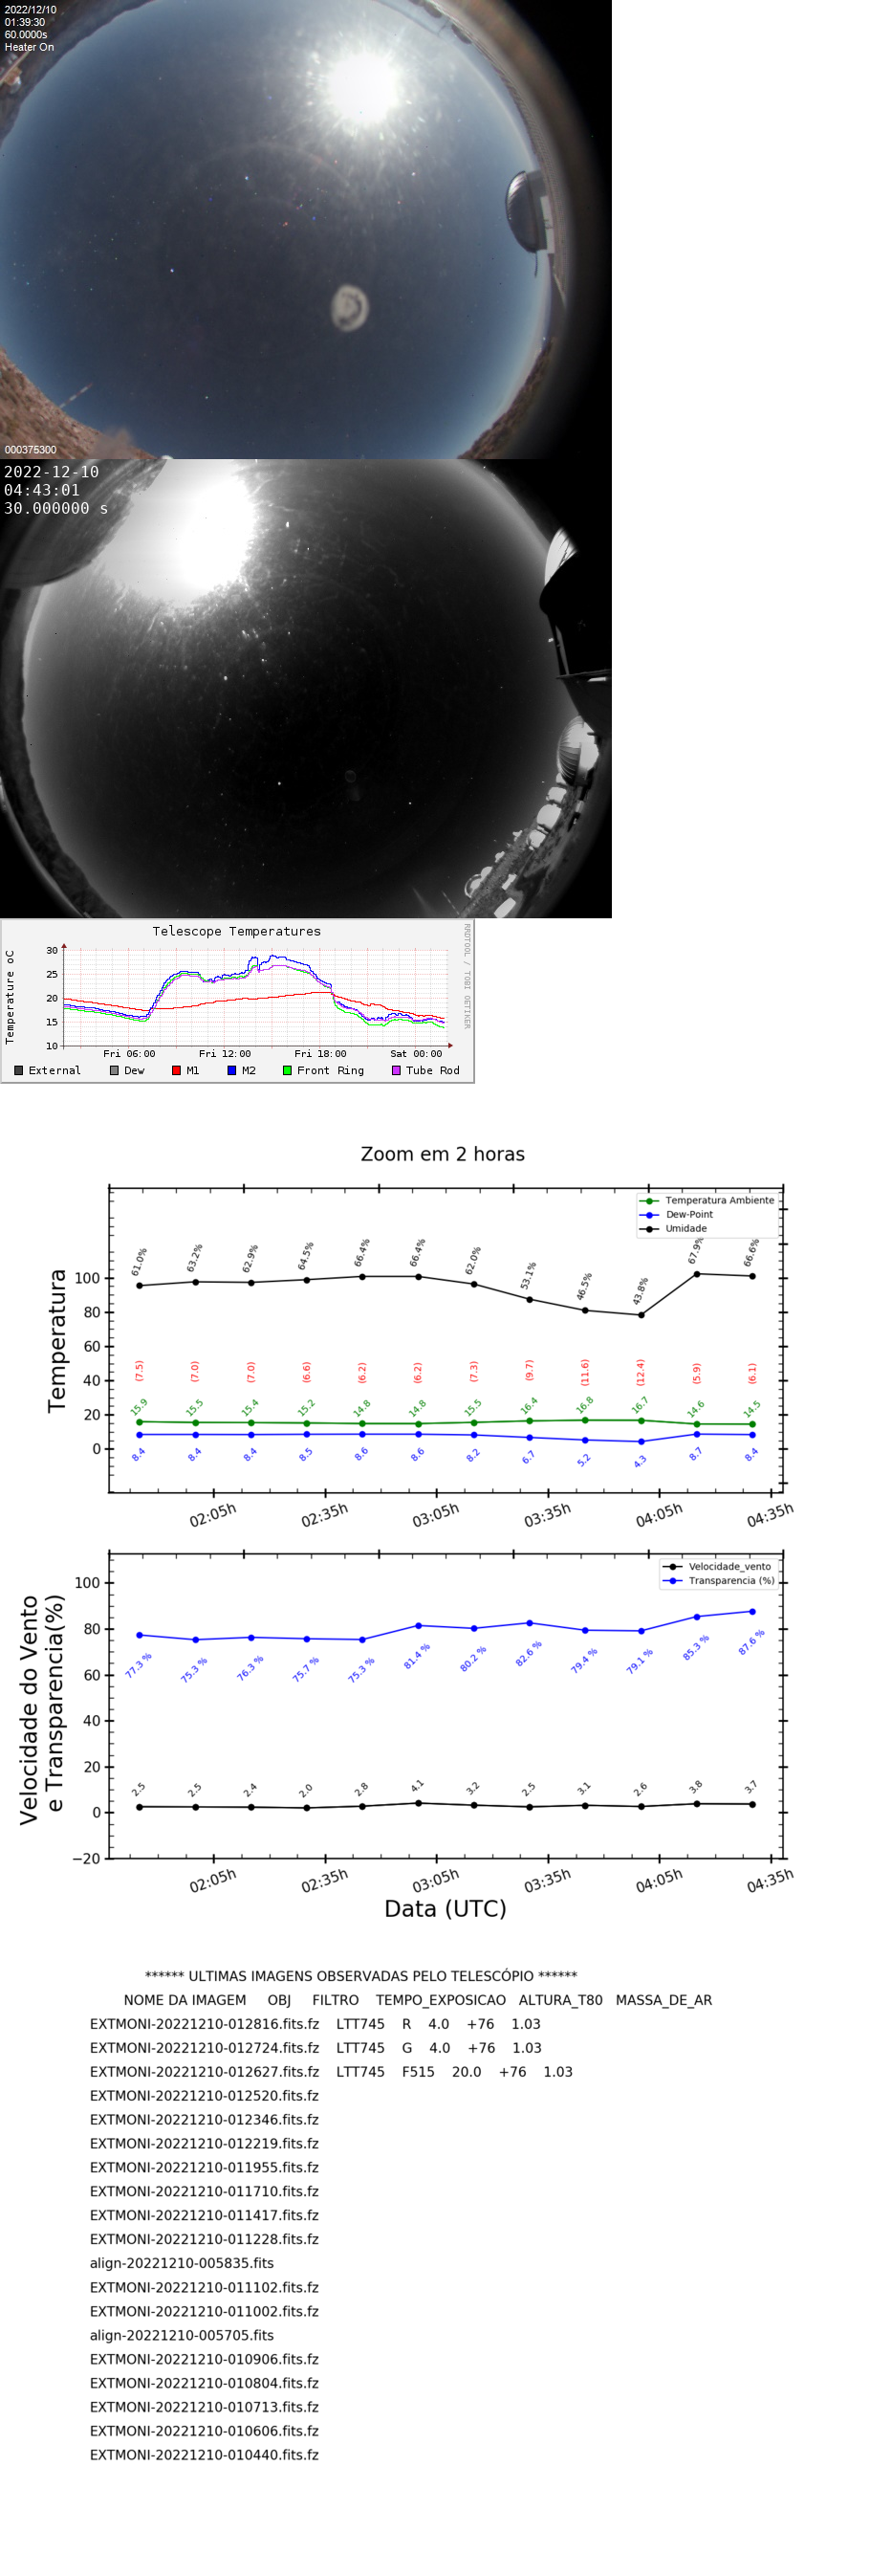 2022/12/10
01:39:30
60.0000s
Heater On
000375300
2022-12-10
04:43:01
30.000000 s
Telescope Temperatures
RRDTOOL / TOBI OETIKER
Temperature oC
30
25
20
15
10
Fri 06:00 Fri 12:00 Fri 18:00 Sat 00:00
External Dew M1 M2 Front Ring Tube Rod
Zoom em 2 horas
Temperatura Ambiente
Dew-Point
Umidade
Temperatura
100
80
60
40
20
0
61.0% 63.2% 62.9% 64.5% 66.4% 66.4% 62.0% 53.1% 46.5% 43.8% 67.9% 66.6%
(7.5) (7.0) (7.0) (6.6) (6.2) (6.2) (7.3) (9.7) (11.6) (12.4) (5.9) (6.1)
15.9 15.5 15.4 15.2 14.8 14.8 15.5 16.4 16.8 16.7 14.6 14.5
8.4 8.4 8.4 8.5 8.6 8.6 8.2 6.7 5.2 4.3 8.7 8.4
02:05h 02:35h 03:05h 03:35h 04:05h 04:35h
Velocidade_vento
Transparencia (%)
Velocidade do Vento
e Transparencia(%)
100
80
60
40
20
0
−20
77.3 % 75.3 % 76.3 % 75.7 % 75.3 % 81.4 % 80.2 % 82.6 % 79.4 % 79.1 % 85.3 % 87.6 %
2.5 2.5 2.4 2.0 2.8 4.1 3.2 2.5 3.1 2.6 3.8 3.7
02:05h 02:35h 03:05h 03:35h 04:05h 04:35h
Data (UTC)
****** ULTIMAS IMAGENS OBSERVADAS PELO TELESCÓPIO ******
NOME DA IMAGEM OBJ FILTRO TEMPO_EXPOSICAO ALTURA_T80 MASSA_DE_AR
EXTMONI-20221210-012816.fits.fz LTT745 R 4.0 +76 1.03
EXTMONI-20221210-012724.fits.fz LTT745 G 4.0 +76 1.03
EXTMONI-20221210-012627.fits.fz LTT745 F515 20.0 +76 1.03
EXTMONI-20221210-012520.fits.fz
EXTMONI-20221210-012346.fits.fz
EXTMONI-20221210-012219.fits.fz
EXTMONI-20221210-011955.fits.fz
EXTMONI-20221210-011710.fits.fz
EXTMONI-20221210-011417.fits.fz
EXTMONI-20221210-011228.fits.fz
align-20221210-005835.fits
EXTMONI-20221210-011102.fits.fz
EXTMONI-20221210-011002.fits.fz
align-20221210-005705.fits
EXTMONI-20221210-010906.fits.fz
EXTMONI-20221210-010804.fits.fz
EXTMONI-20221210-010713.fits.fz
EXTMONI-20221210-010606.fits.fz
EXTMONI-20221210-010440.fits.fz